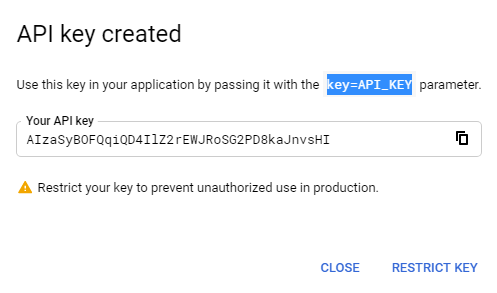 API key created
Use this key in your application by passing it with the key=API_KEY parameter.
Your API key
AIzaSyBOFQqiQD4IlZ2rEWJRoSG2PD8kaJnvsHI
Restrict your key to prevent unauthorized use in production.
CLOSE RESTRICT KEY